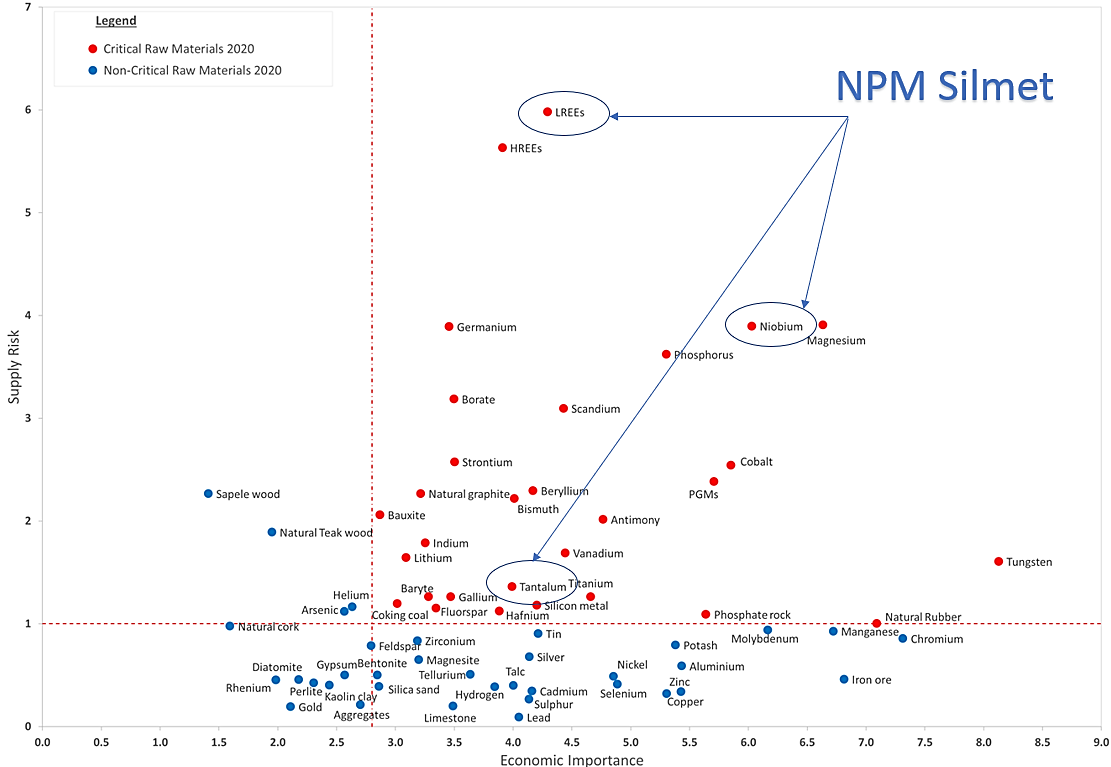 7
Legend
Critical Raw Materials 2020
Non-Critical Raw Materials 2020
NPM Silmet
6
LREEs
HREEs
5
4
Germanium
Niobium
Magnesium
Phosphorus
Supply Risk
Borate
Scandium
3
Strontium
Cobalt
PGMs
Sapele wood
Natural graphite
Beryllium
Bismuth
2
Bauxite
Antimony
Natural Teak wood
Indium
Lithium
Vanadium
Tungsten
Tantalum
Titanium
Helium
Baryte
Gallium
Silicon metal
Arsenic
Coking coal
Fluorspar
Hafnium
Phosphate rock
Natural Rubber
1
Natural cork
Tin
Molybdenum
Manganese
Chromium
Feldspar
Zirconium
Potash
Silver
Diatomite
Gypsum
Bentonite
Magnesite
Tellurium
Talc
Nickel
Aluminium
Iron ore
Rhenium
Perlite
Kaolin clay
Silica sand
Hydrogen
Cadmium
Selenium
Zinc
Gold
Aggregates
Limestone
Sulphur
Lead
Copper
0
0.0 0.5 1.0 1.5 2.0 2.5 3.0 3.5 4.0 4.5 5.0 5.5 6.0 6.5 7.0 7.5 8.0 8.5 9.0
Economic Importance